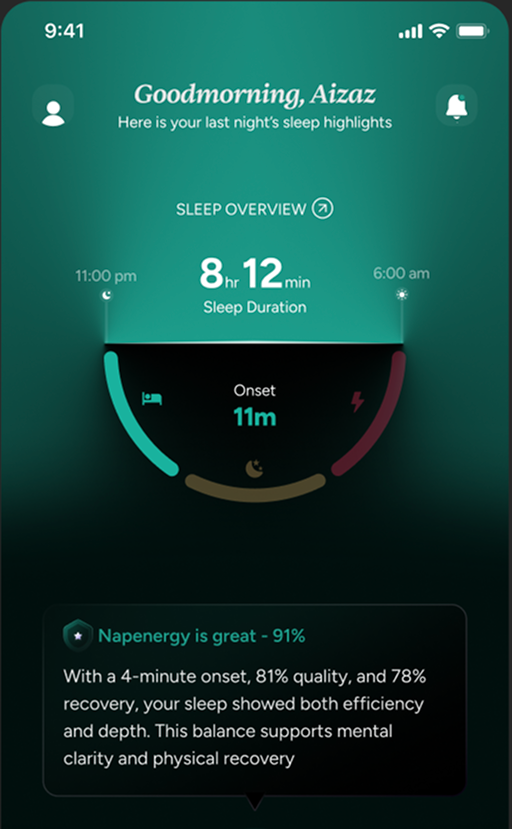 9:41
Goodmorning, Aizaz
Here is your last night's sleep highlights
SLEEP OVERVIEW
11:00 pm
8hr 12min
6:00 am
Sleep Duration
Onset
11m
Napenergy is great - 91%
With a 4-minute onset, 81% quality, and 78%
recovery, your sleep showed both efficiency
and depth. This balance supports mental
clarity and physical recovery